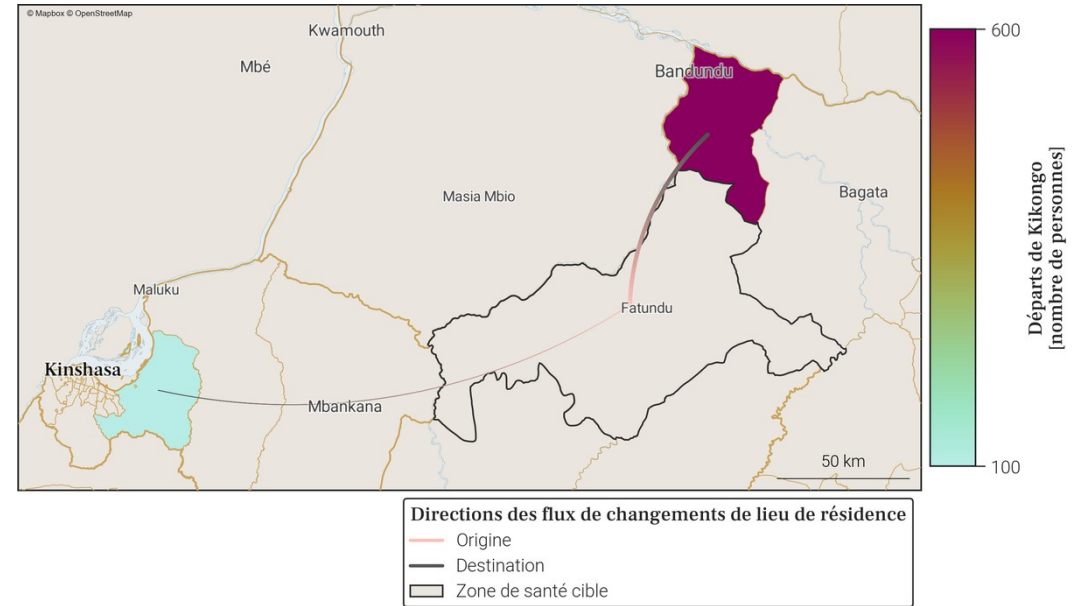 © Mapbox © OpenStreetMap
Kwamouth
Mbé
Bandundu
Masia Mbio
Bagata
Maluku
Fatundu
Kinshasa
Mbankana
50 km
600
100
Départs de Kikongo
[nombre de personnes]
Directions des flux de changements de lieu de résidence
Origine
Destination
Zone de santé cible